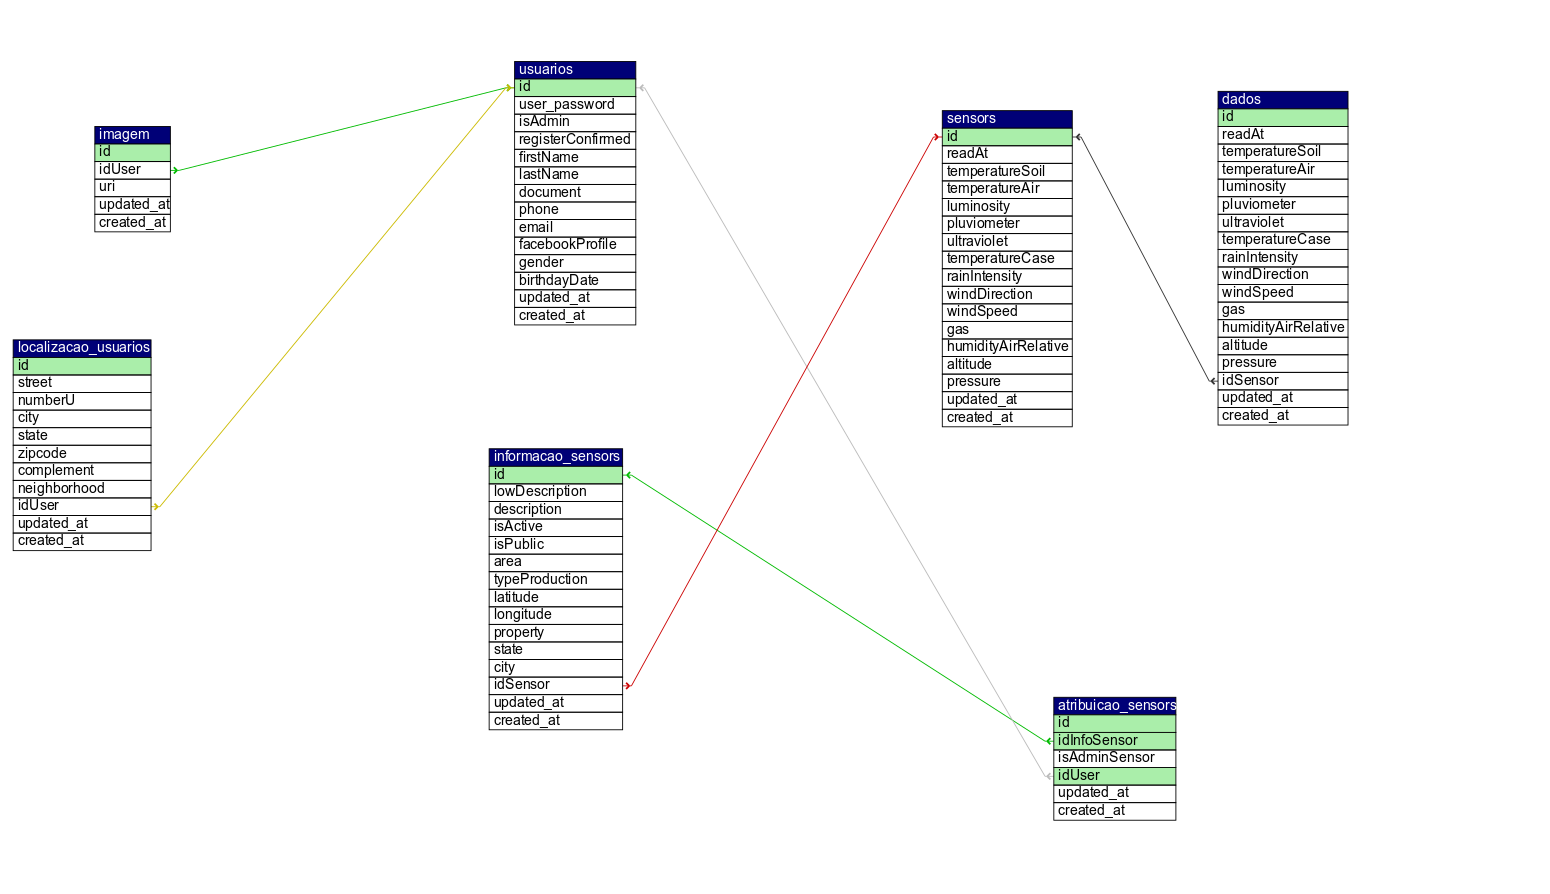 usuarios
id
user_password
isAdmin
registerConfirmed
firstName
lastName
document
phone
email
facebookProfile
gender
birthdayDate
updated_at
created_at
imagem
id
idUser
uri
updated_at
created_at
localizacao_usuarios
id
street
numberU
city
state
zipcode
complement
neighborhood
idUser
updated_at
created_at
informacao_sensors
id
lowDescription
description
isActive
isPublic
area
typeProduction
latitude
longitude
property
state
city
idSensor
updated_at
created_at
sensors
id
readAt
temperatureSoil
temperatureAir
luminosity
pluviometer
ultraviolet
temperatureCase
rainIntensity
windDirection
windSpeed
gas
humidityAirRelative
altitude
pressure
updated_at
created_at
dados
id
readAt
temperatureSoil
temperatureAir
luminosity
pluviometer
ultraviolet
temperatureCase
rainIntensity
windDirection
windSpeed
gas
humidityAirRelative
altitude
pressure
idSensor
updated_at
created_at
atribuicao_sensors
id
idInfoSensor
isAdminSensor
idUser
updated_at
created_at